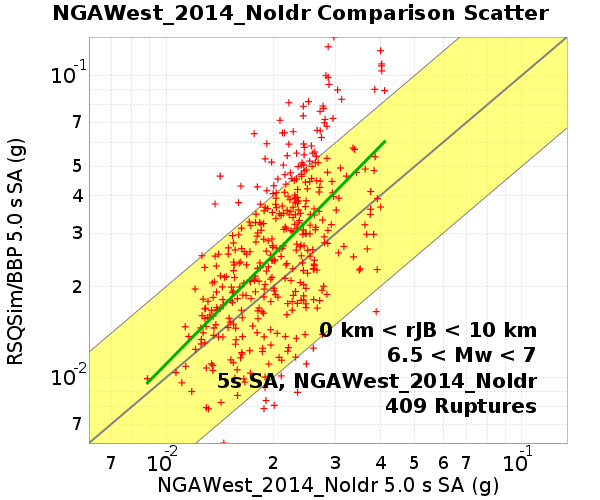 NGAWest_2014_NoIdr Comparison Scatter
RSQSim/BBP 5.0 s SA (g)
10-1
7
5
4
3
2
10-2
7
0 km < rJB < 10 km
6.5 < Mw < 7
5s SA, NGAWest_2014_NoIdr
409 Ruptures
7 10-2 2 3 4 5 6 7 10-1
NGAWest_2014_NoIdr 5.0 s SA (g)